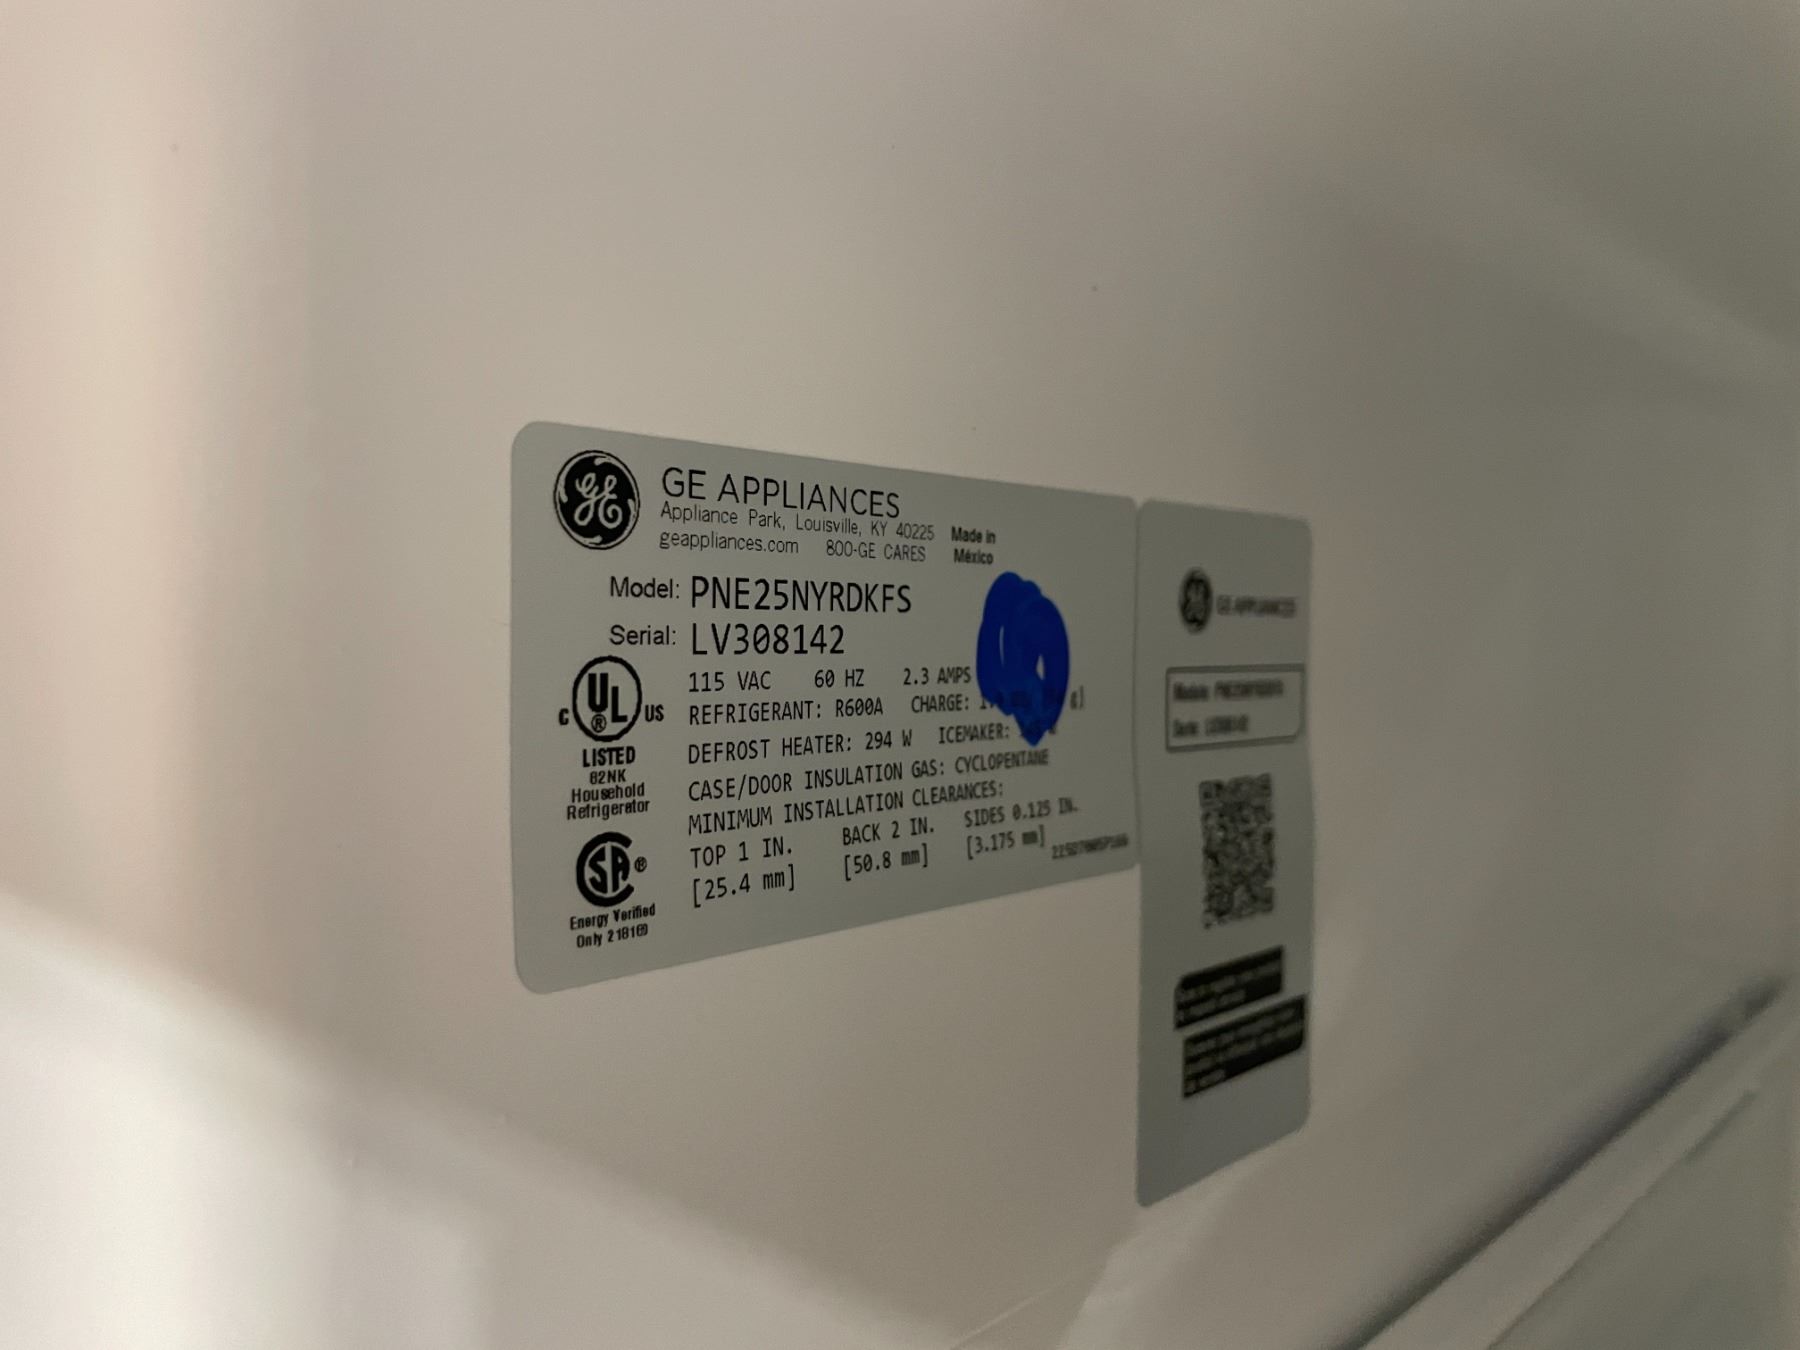 GE APPLIANCES
Appliance Park, Louisville, KY 40225
geappliances.com 800-GE CARES
Made in
México
Model: PNE25NYRDKFS
Serial: LV308142
115 VAC 60 HZ 2.3 AMPS
REFRIGERANT: R600A CHARGE:
DEFROST HEATER: 294 W ICEMAKER:
CASE/DOOR INSULATION GAS: CYCLOPENTANE
MINIMUM INSTALLATION CLEARANCES:
TOP 1 IN. BACK 2 IN. SIDES 0.125 IN.
[25.4 mm] [50.8 mm] [3.175 mm]
C UL ® US
LISTED
82NK
Household
Refrigerator
SA ®
Energy Verified
Only 218169
GE APPLIANCES